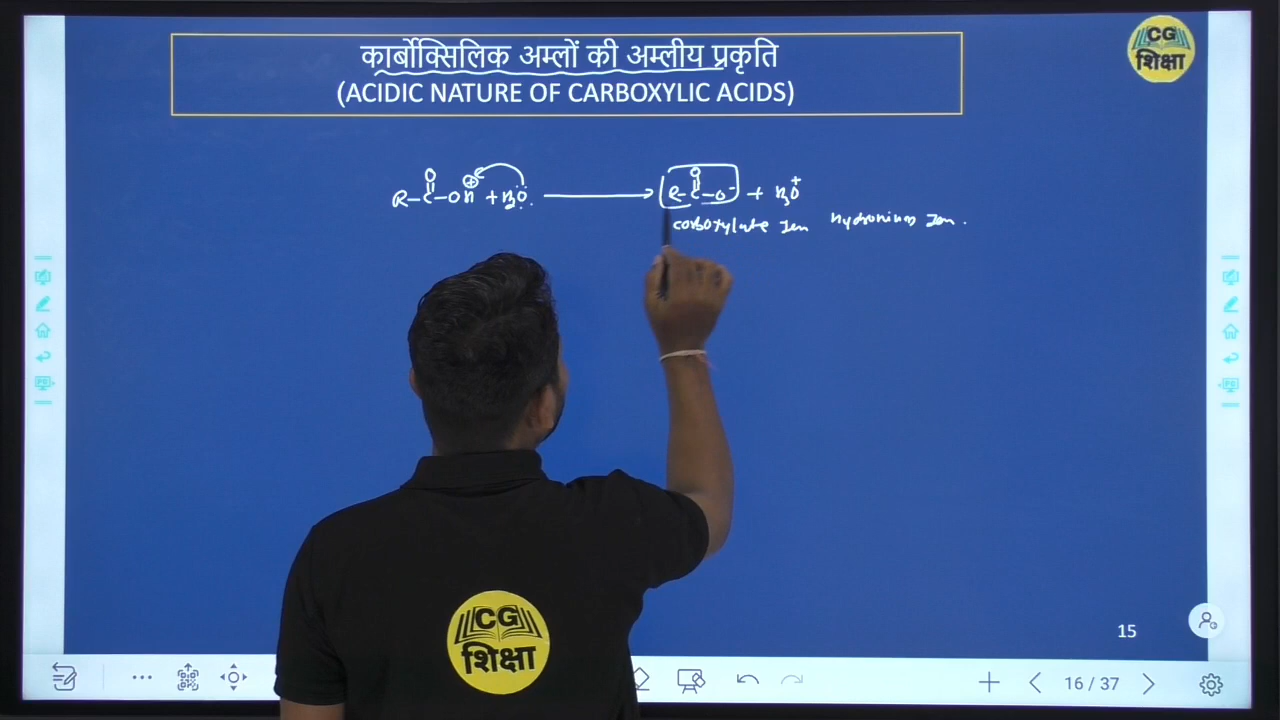 कार्बोक्सिलिक अम्लों की अम्लीय प्रकृति
(ACIDIC NATURE OF CARBOXYLIC ACIDS)
CG
शिक्षा
O O
R-C-OH + H₂O → R-C-O⁻ + H₃O⁺
carboxylate Ion Hydronium Ion.
CG
शिक्षा
15
16 / 37